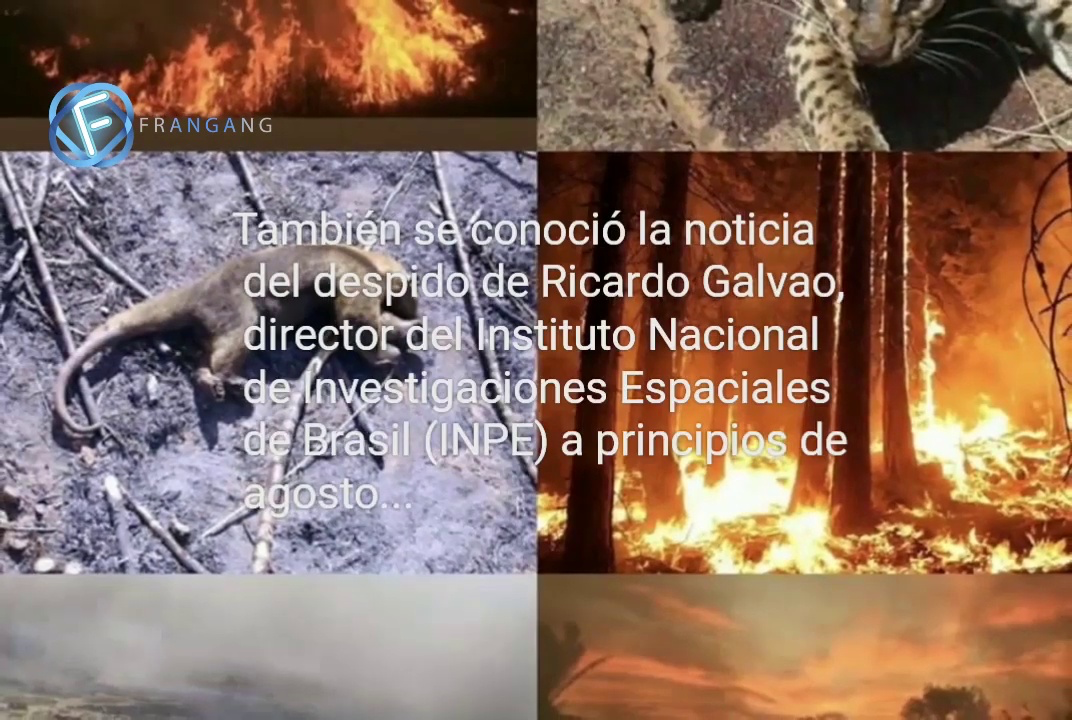 FRANGANG
También se conoció la noticia
del despido de Ricardo Galvao,
director del Instituto Nacional
de Investigaciones Espaciales
de Brasil (INPE) a principios de
agosto...